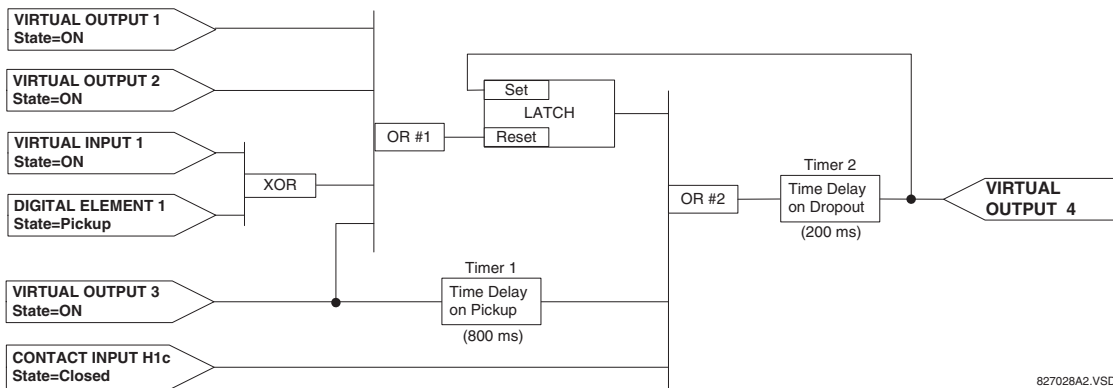 VIRTUAL OUTPUT 1
State=ON
VIRTUAL OUTPUT 2
State=ON
VIRTUAL INPUT 1
State=ON
DIGITAL ELEMENT 1
State=Pickup
VIRTUAL OUTPUT 3
State=ON
CONTACT INPUT H1c
State=Closed
XOR
OR #1
Set
LATCH
Reset
Timer 1
Time Delay
on Pickup
(800 ms)
OR #2
Timer 2
Time Delay
on Dropout
(200 ms)
VIRTUAL
OUTPUT 4
827028A2.VSD